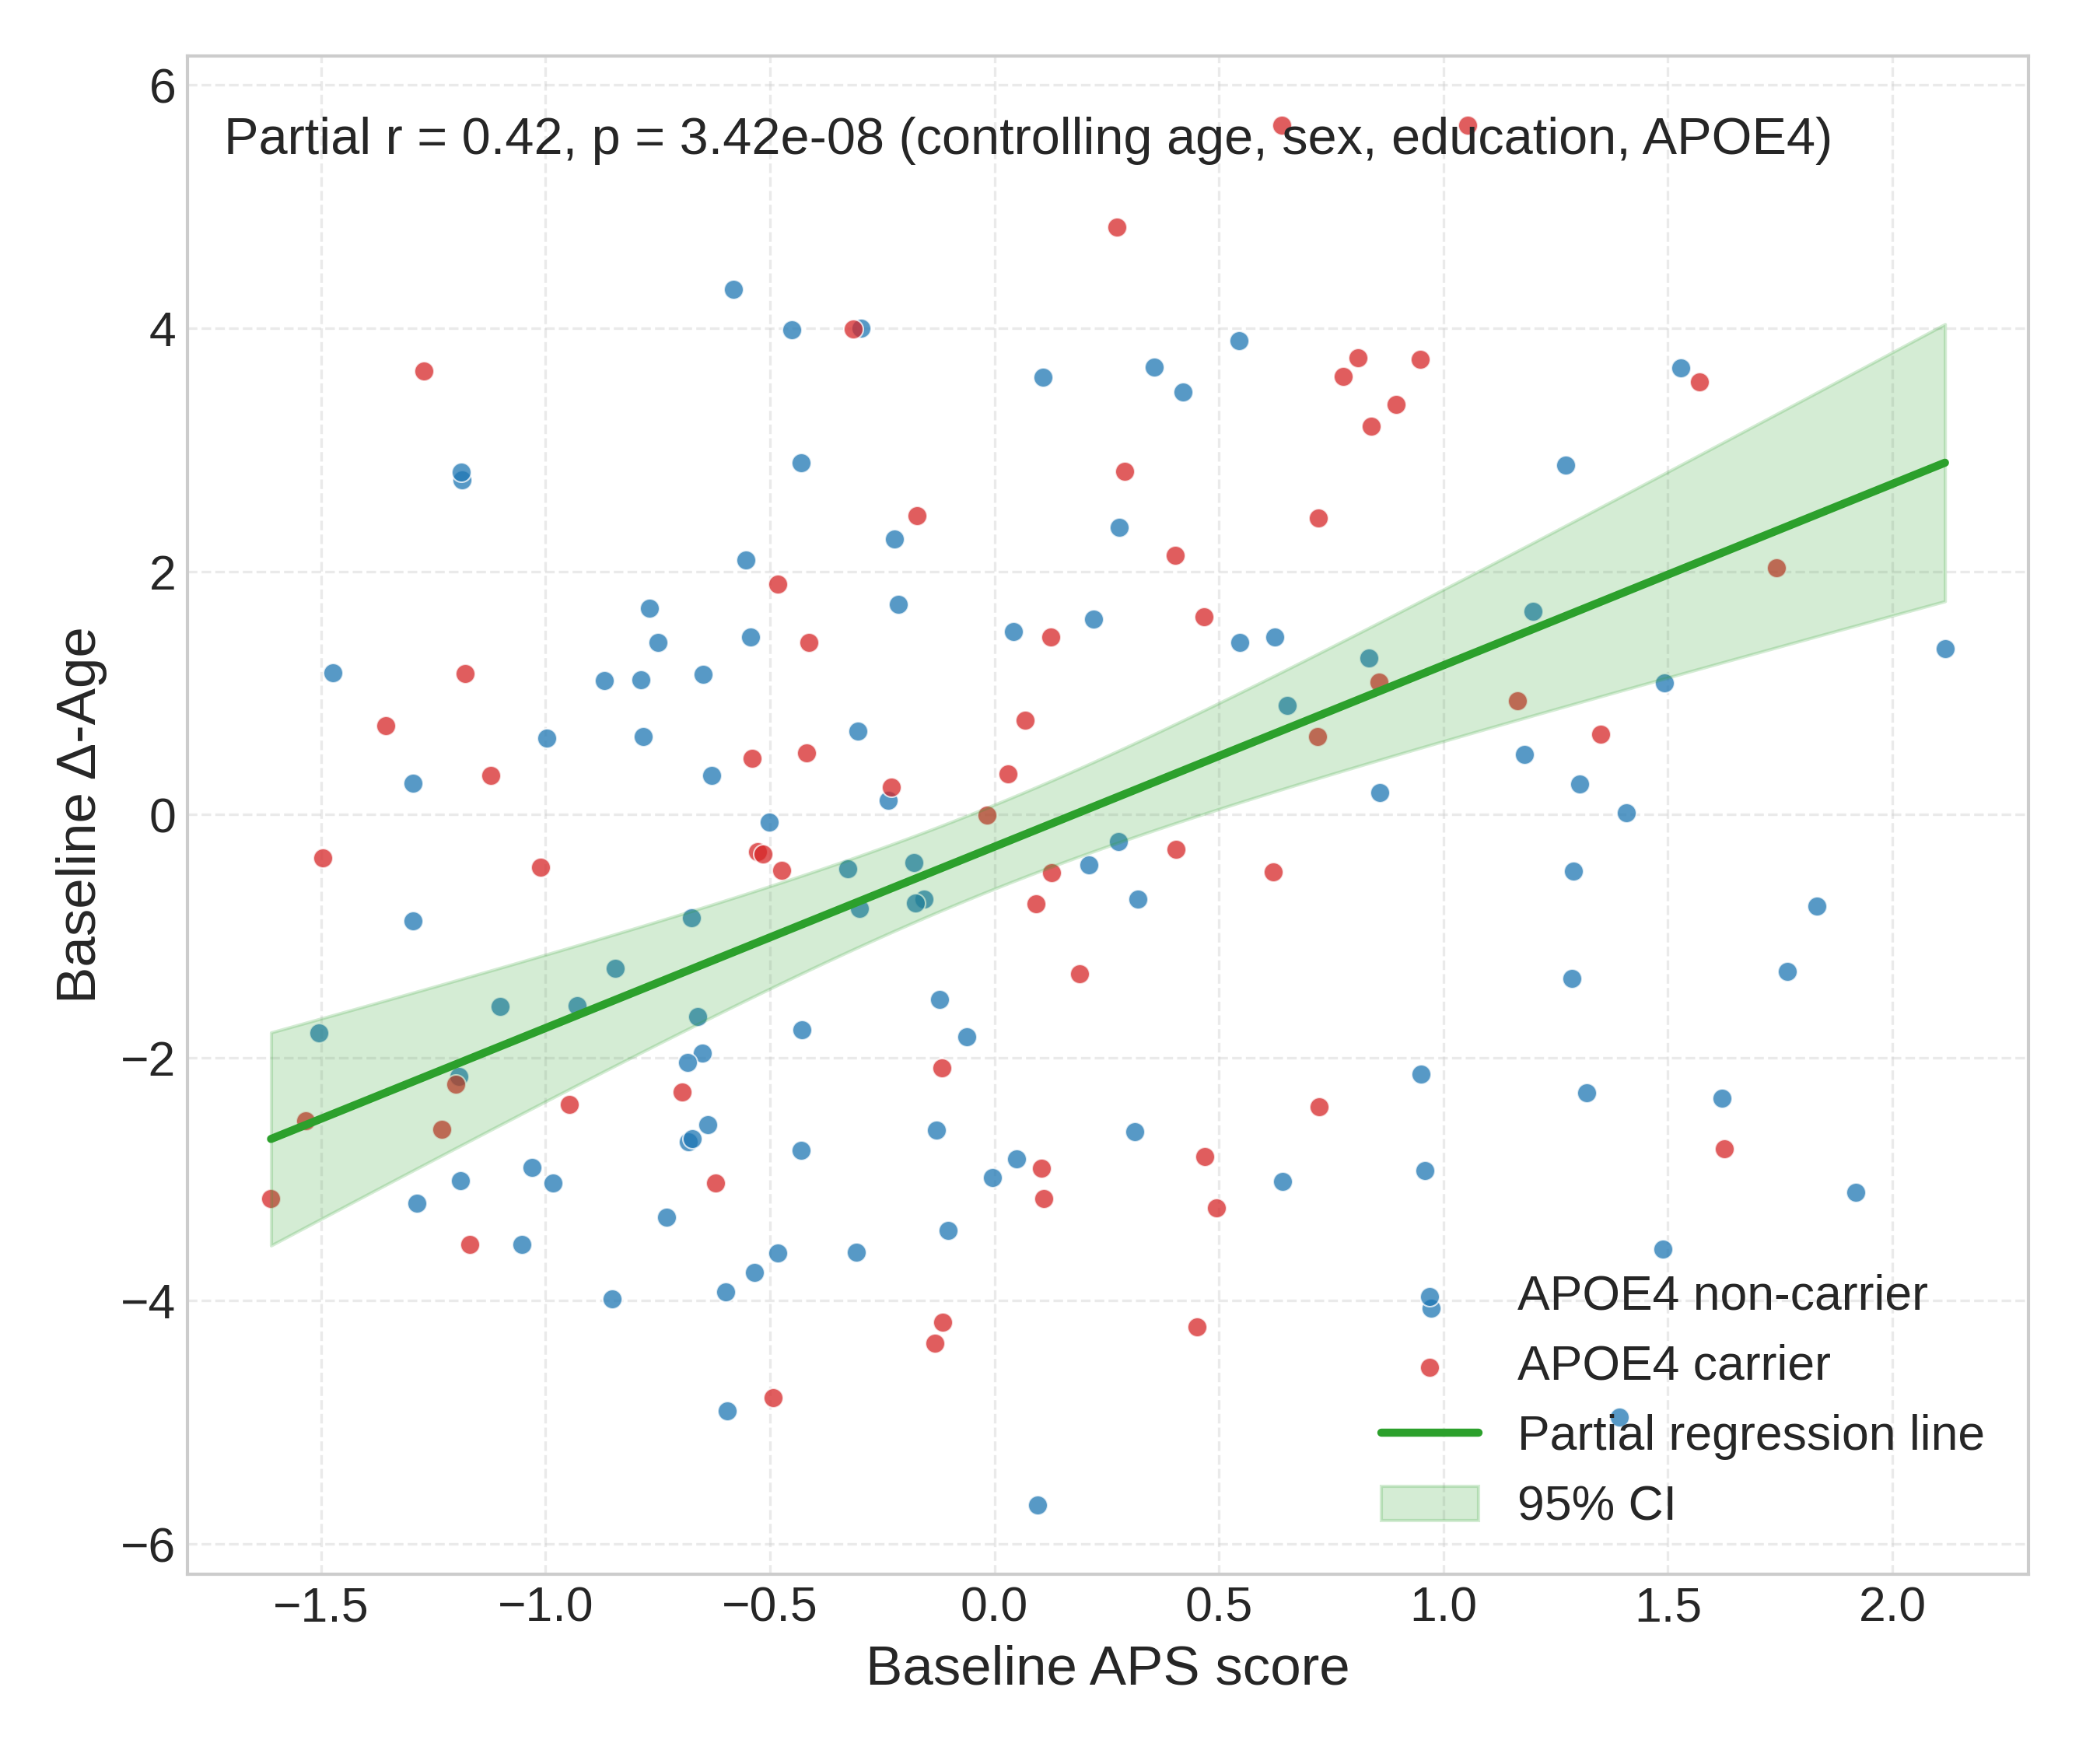 Partial r = 0.42, p = 3.42e-08 (controlling age, sex, education, APOE4)
6
4
2
0
−2
−4
−6
Baseline Δ-Age
APOE4 non-carrier
APOE4 carrier
Partial regression line
95% CI
−1.5 −1.0 −0.5 0.0 0.5 1.0 1.5 2.0
Baseline APS score